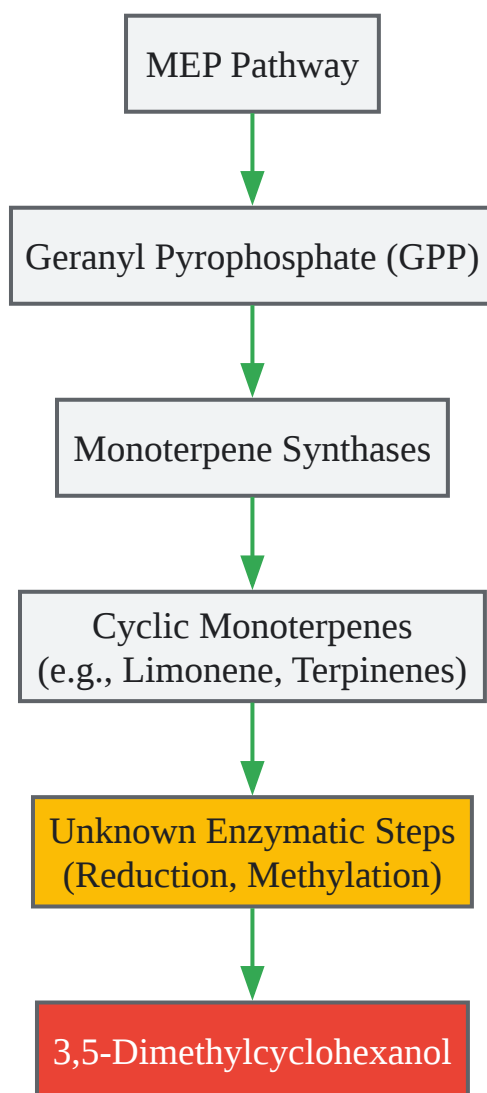 MEP Pathway
Geranyl Pyrophosphate (GPP)
Monoterpene Synthases
Cyclic Monoterpenes
(e.g., Limonene, Terpinenes)
Unknown Enzymatic Steps
(Reduction, Methylation)
3,5-Dimethylcyclohexanol